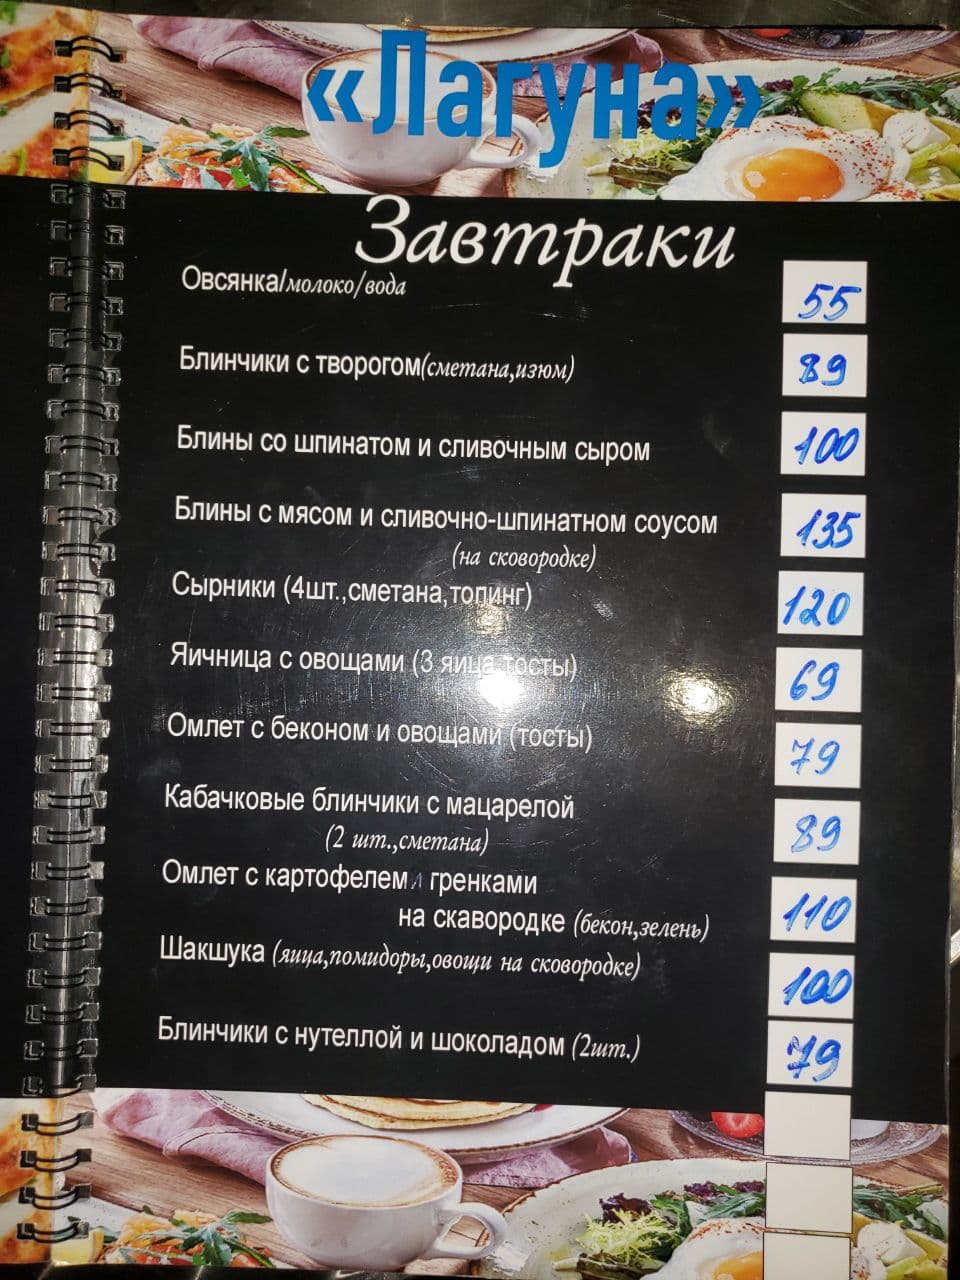 «Лагуна»
Завтраки
Овсянка/молоко/вода 55
Блинчики с творогом(сметана,изюм) 89
Блины со шпинатом и сливочным сыром 100
Блины с мясом и сливочно-шпинатном соусом 135
(на сковородке)
Сырники (4шт.,сметана,топинг) 120
Яичница с овощами (3 яица,тосты) 69
Омлет с беконом и овощами (тосты) 79
Кабачковые блинчики с мацарелой 89
(2 шт.,сметана)
Омлет с картофелем и гренками
на скавородке (бекон,зелень) 110
Шакшука (яица,помидоры,овощи на сковородке) 100
Блинчики с нутеллой и шоколадом (2шт.) 79